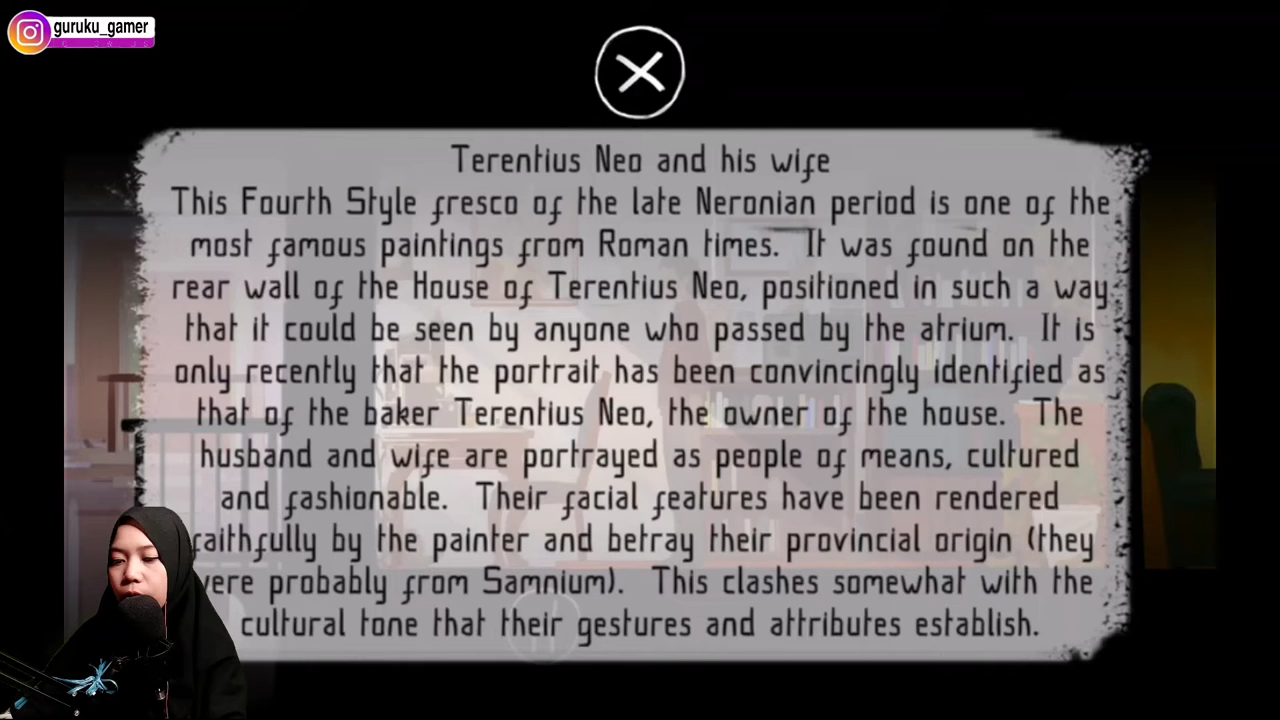 guruku_gamer
Terentius Neo and his wife
This Fourth Style fresco of the late Neronian period is one of the
most famous paintings from Roman times. It was found on the
rear wall of the House of Terentius Neo, positioned in such a way
that it could be seen by anyone who passed by the atrium. It is
only recently that the portrait has been convincingly identified as
that of the baker Terentius Neo, the owner of the house. The
husband and wife are portrayed as people of means, cultured
and fashionable. Their facial features have been rendered
faithfully by the painter and betray their provincial origin (they
were probably from Samnium). This clashes somewhat with the
cultural tone that their gestures and attributes establish.